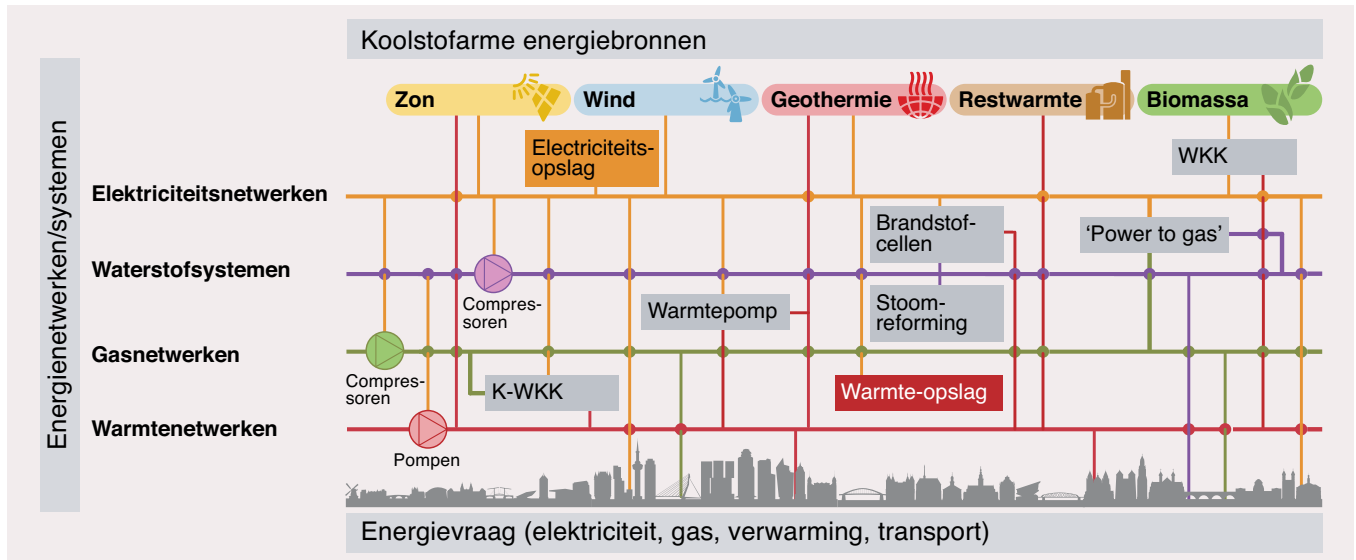 Koolstofarme energiebronnen
Energienetwerken/systemen
Zon
Wind
Geothermie
Restwarmte
Biomassa
Electriciteits-
opslag
WKK
Elektriciteitsnetwerken
Brandstof-
cellen
‘Power to gas’
Waterstofsystemen
Compres-
soren
Warmtepomp
Stoom-
reforming
Gasnetwerken
Compres-
soren
K-WKK
Warmte-opslag
Warmtenetwerken
Pompen
Energievraag (elektriciteit, gas, verwarming, transport)